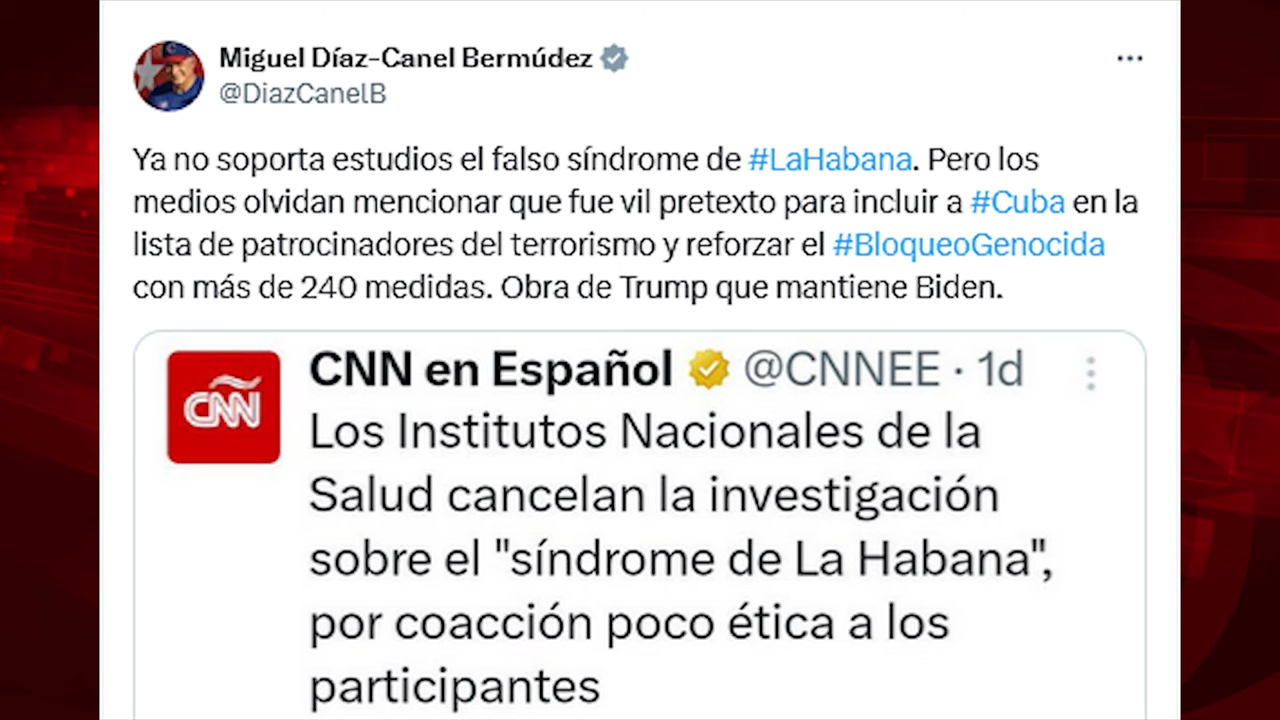 Miguel Díaz-Canel Bermúdez
@DiazCanelB
Ya no soporta estudios el falso síndrome de #LaHabana. Pero los
medios olvidan mencionar que fue vil pretexto para incluir a #Cuba en la
lista de patrocinadores del terrorismo y reforzar el #BloqueoGenocida
con más de 240 medidas. Obra de Trump que mantiene Biden.
CNN en Español @CNNEE · 1d
CNN
Los Institutos Nacionales de la
Salud cancelan la investigación
sobre el "síndrome de La Habana",
por coacción poco ética a los
participantes